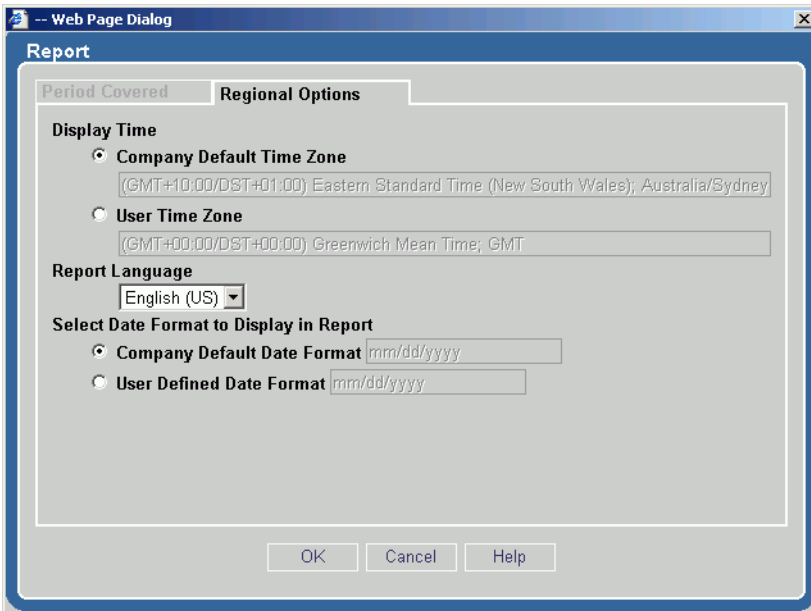 -- Web Page Dialog
Report
Period Covered
Regional Options
Display Time
Company Default Time Zone
(GMT+10:00/DST+01:00) Eastern Standard Time (New South Wales); Australia/Sydney
User Time Zone
(GMT+00:00/DST+00:00) Greenwich Mean Time; GMT
Report Language
English (US)
Select Date Format to Display in Report
Company Default Date Format mm/dd/yyyy
User Defined Date Format mm/dd/yyyy
OK Cancel Help